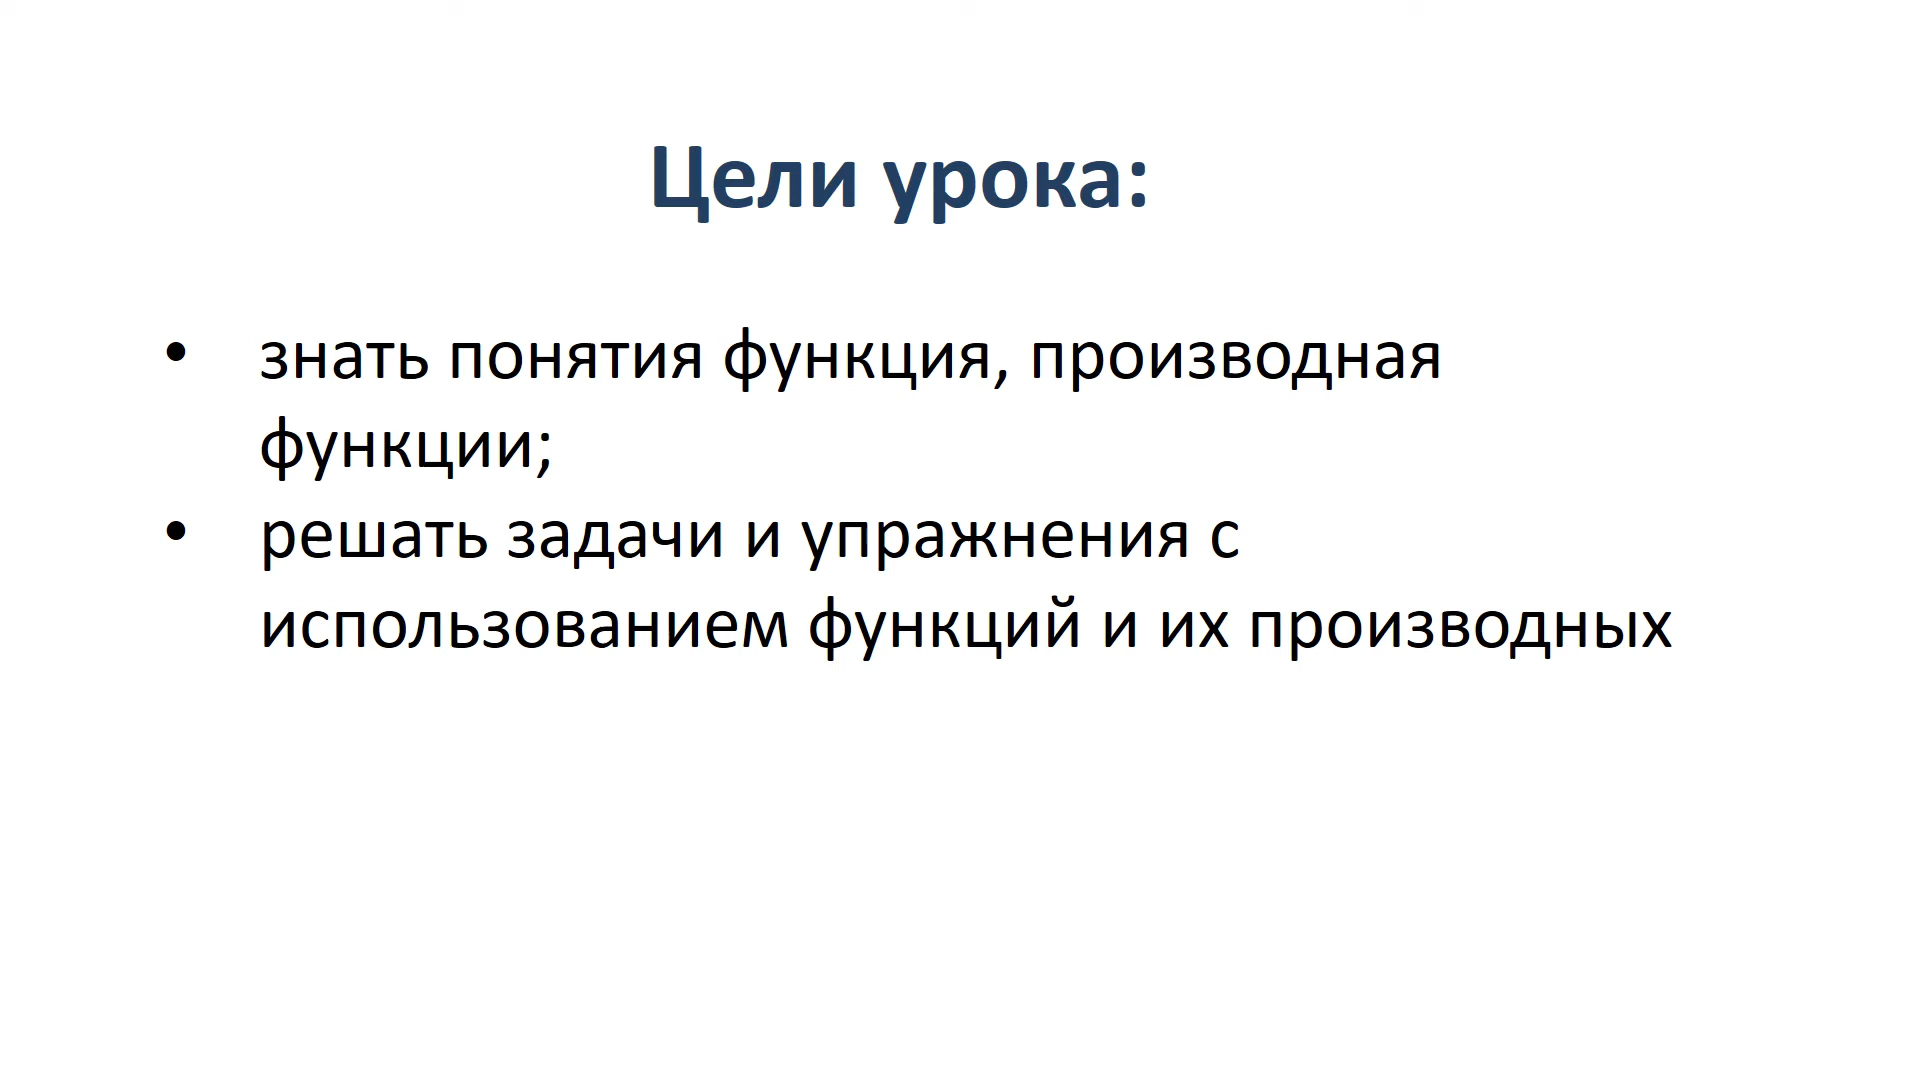 Цели урока:
• знать понятия функция, производная
функции;
• решать задачи и упражнения с
использованием функций и их производных